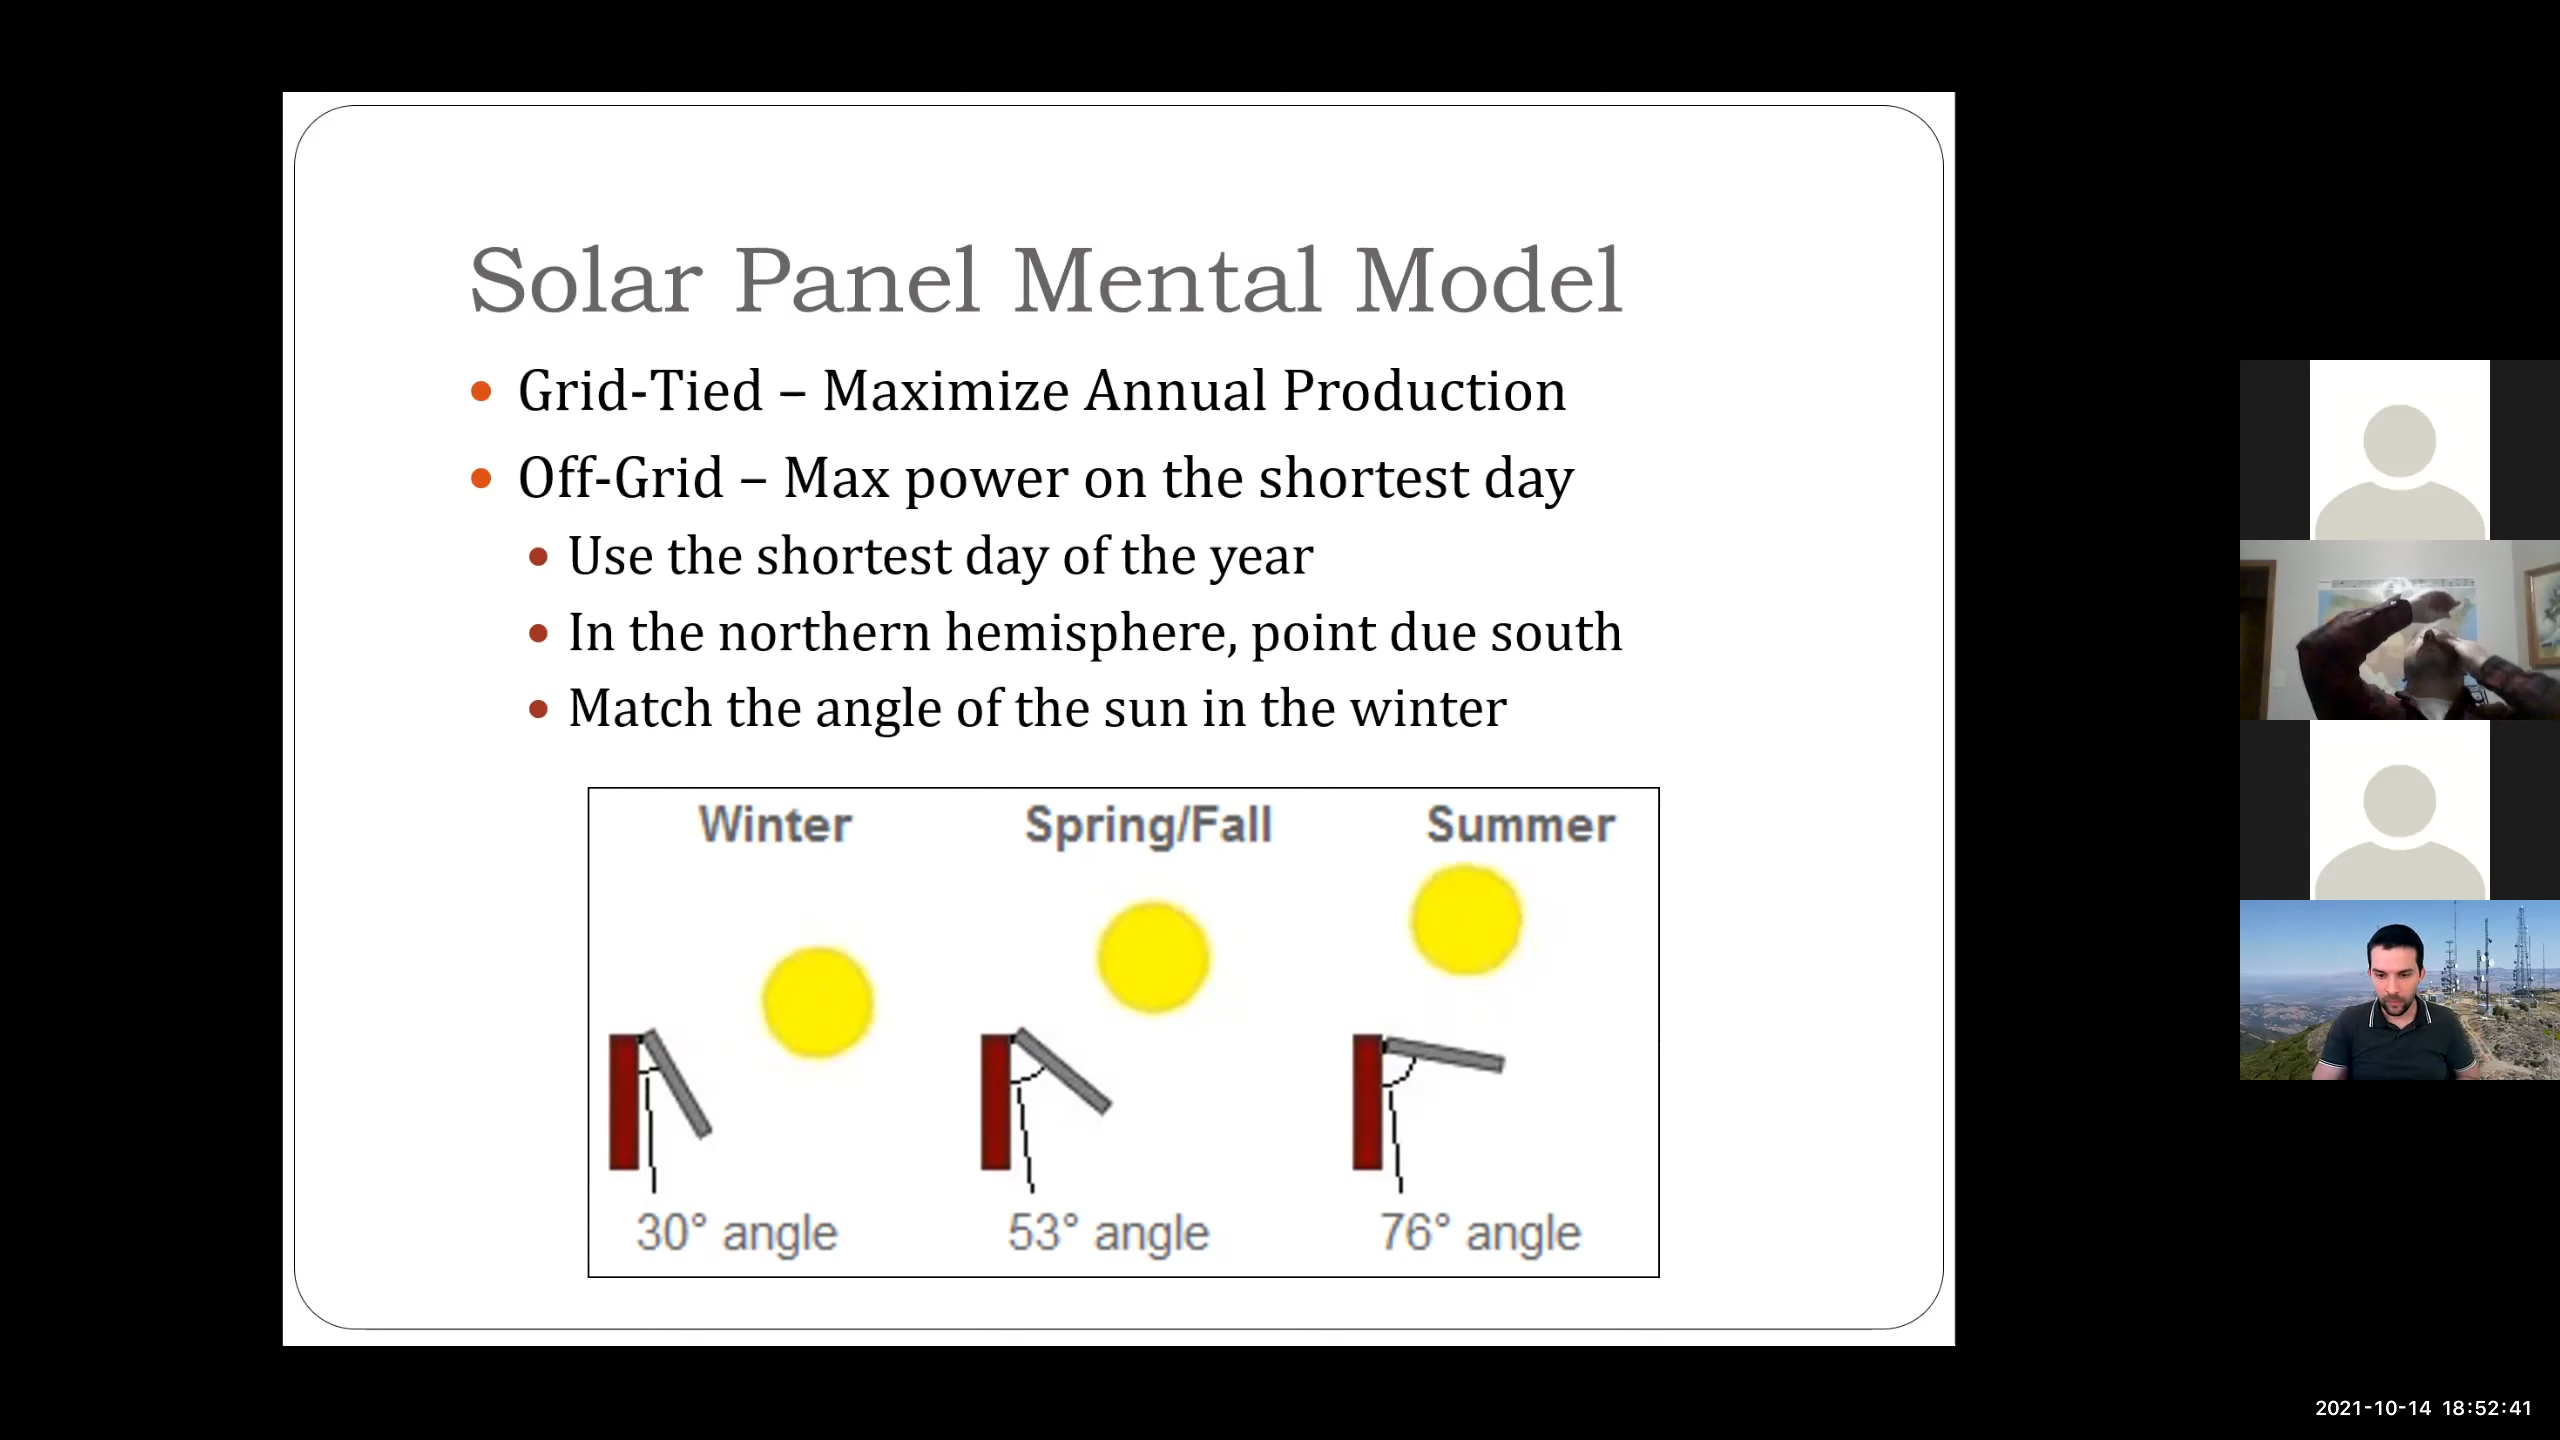 Solar Panel Mental Model
Grid-Tied – Maximize Annual Production
Off-Grid – Max power on the shortest day
Use the shortest day of the year
In the northern hemisphere, point due south
Match the angle of the sun in the winter
Winter Spring/Fall Summer
30° angle 53° angle 76° angle
2021-10-14 18:52:41